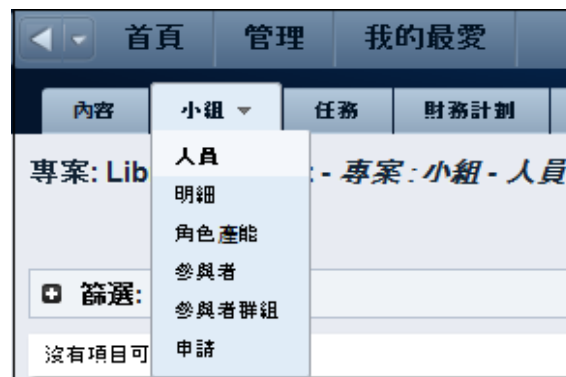 首頁 管理 我的最愛
內容 小組 任務 財務計劃
人員
專案: Lib : - 專案 : 小組 - 人員
明細
角色產能
參與者
篩選:
參與者群組
沒有項目可
申請